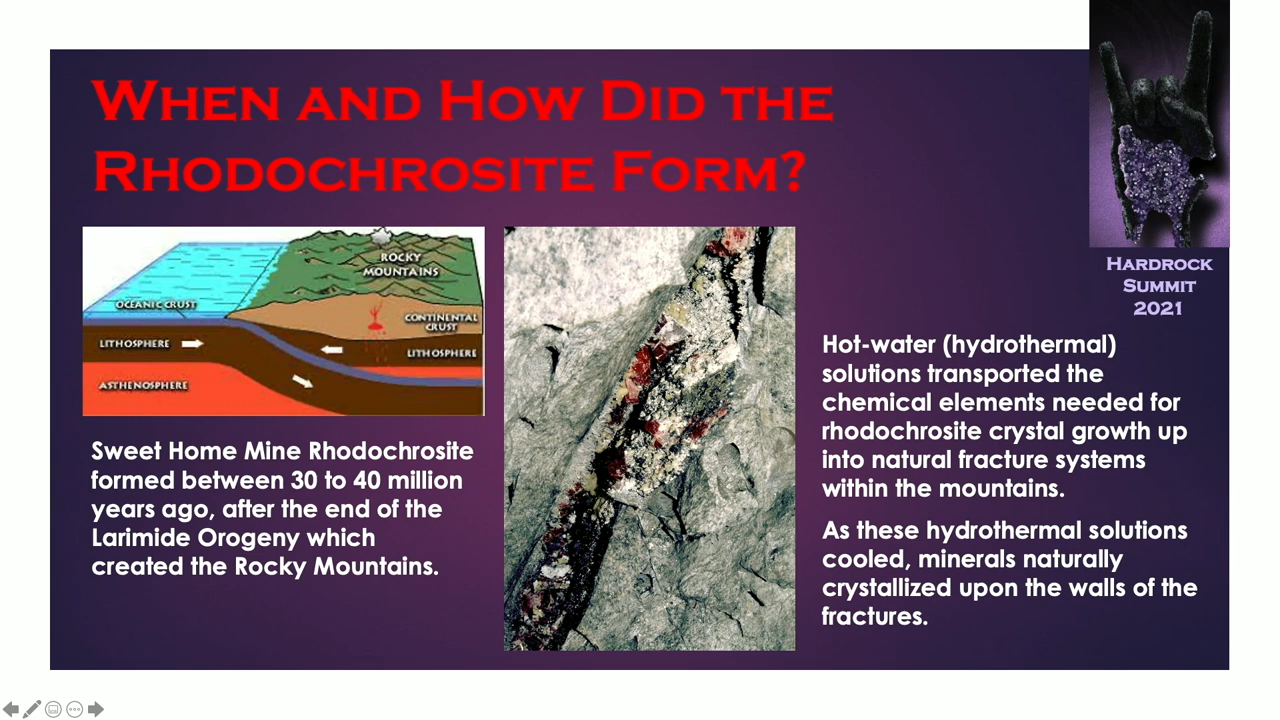 When and How Did the
Rhodochrosite Form?
Rocky
Mountains
Oceanic Crust
Continental
Crust
Lithosphere
Lithosphere
Asthenosphere
Hardrock
Summit
2021
Sweet Home Mine Rhodochrosite
formed between 30 to 40 million
years ago, after the end of the
Larimide Orogeny which
created the Rocky Mountains.
Hot-water (hydrothermal)
solutions transported the
chemical elements needed for
rhodochrosite crystal growth up
into natural fracture systems
within the mountains.
As these hydrothermal solutions
cooled, minerals naturally
crystallized upon the walls of the
fractures.